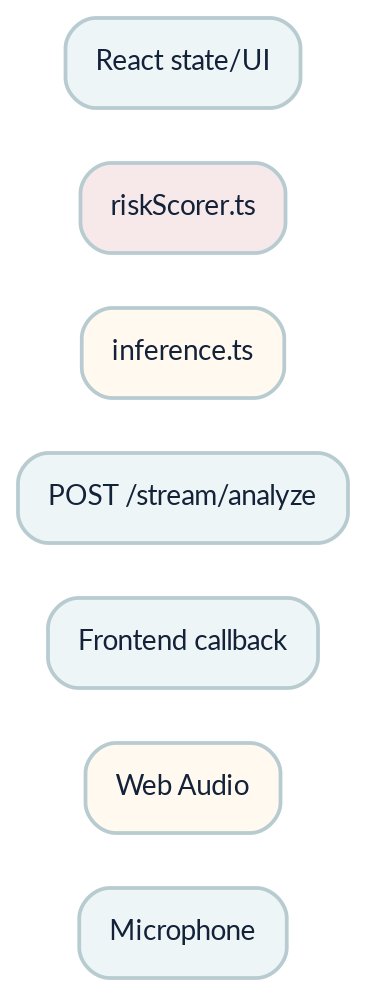 React state/UI
riskScorer.ts
inference.ts
POST /stream/analyze
Frontend callback
Web Audio
Microphone